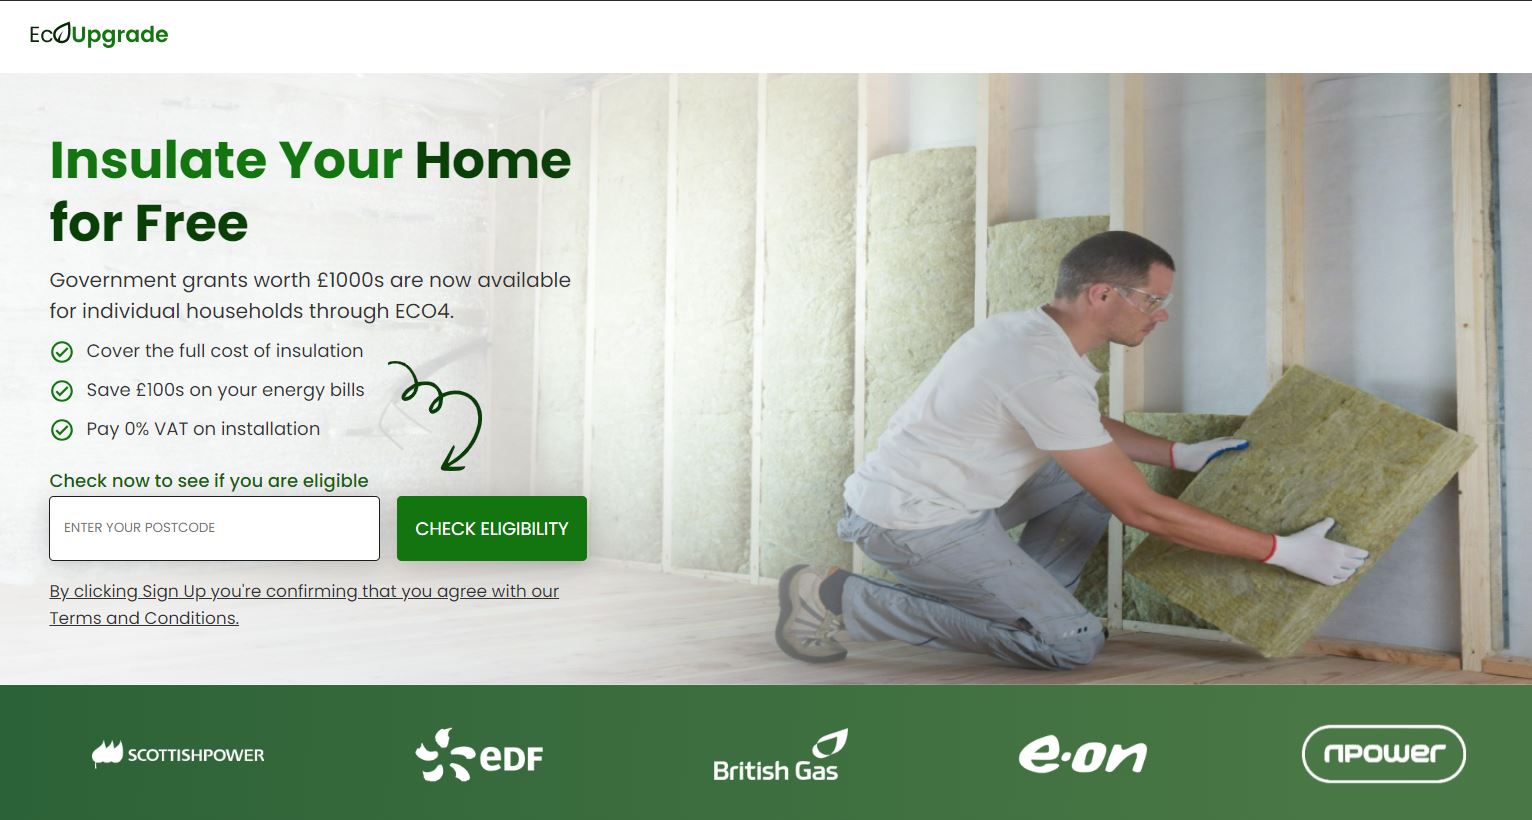 EcoUpgrade
Insulate Your Home
for Free
Government grants worth £1000s are now available
for individual households through ECO4.
Cover the full cost of insulation
Save £100s on your energy bills
Pay 0% VAT on installation
Check now to see if you are eligible
ENTER YOUR POSTCODE
CHECK ELIGIBILITY
By clicking Sign Up you're confirming that you agree with our
Terms and Conditions.
SCOTTISHPOWER
eDF
British Gas
e·on
npower